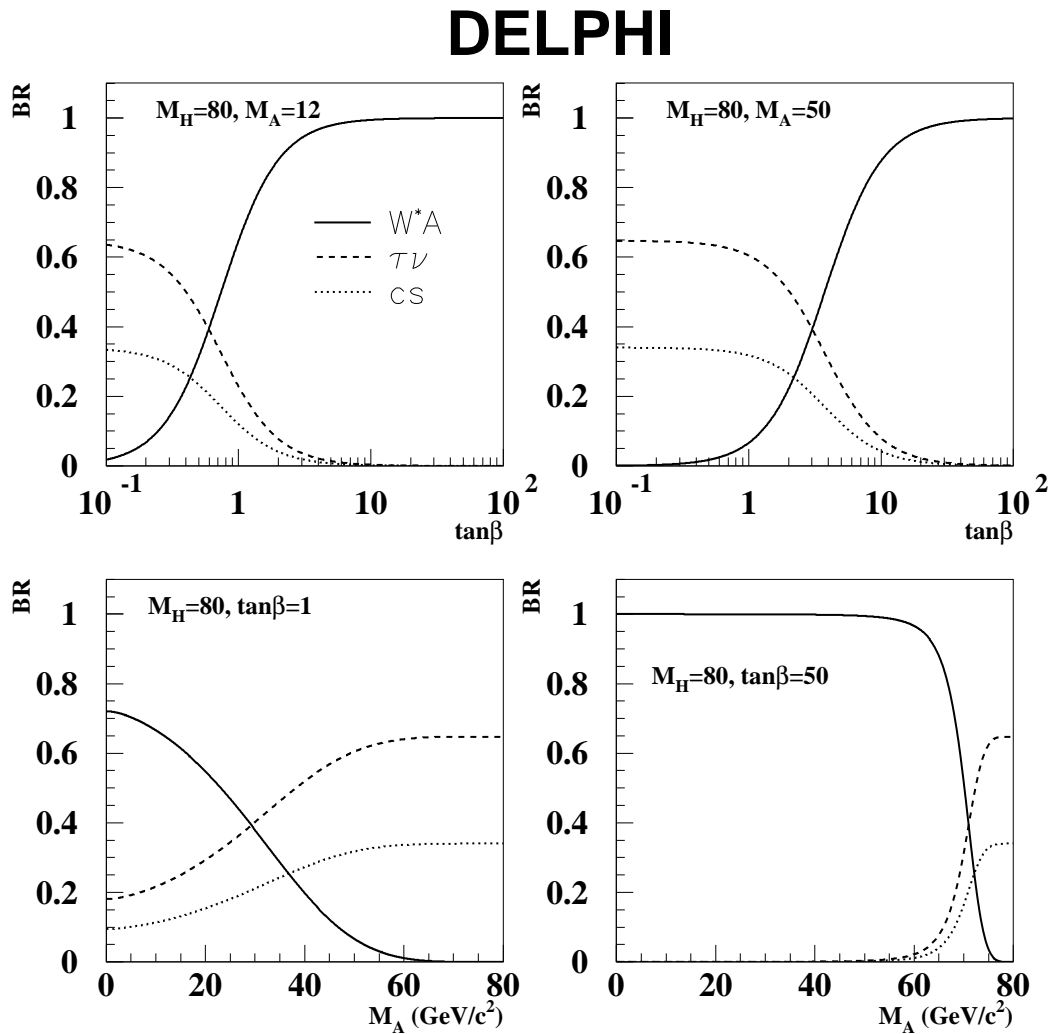 DELPHI
BR
M_H=80, M_A=12
1
0.8
0.6
0.4
0.2
0
W*A
τν
cs
10^-1
1
10
10^2
tanβ
BR
M_H=80, M_A=50
1
0.8
0.6
0.4
0.2
0
10^-1
1
10
10^2
tanβ
BR
M_H=80, tanβ=1
1
0.8
0.6
0.4
0.2
0
0
20
40
60
80
M_A (GeV/c^2)
BR
M_H=80, tanβ=50
1
0.8
0.6
0.4
0.2
0
0
20
40
60
80
M_A (GeV/c^2)